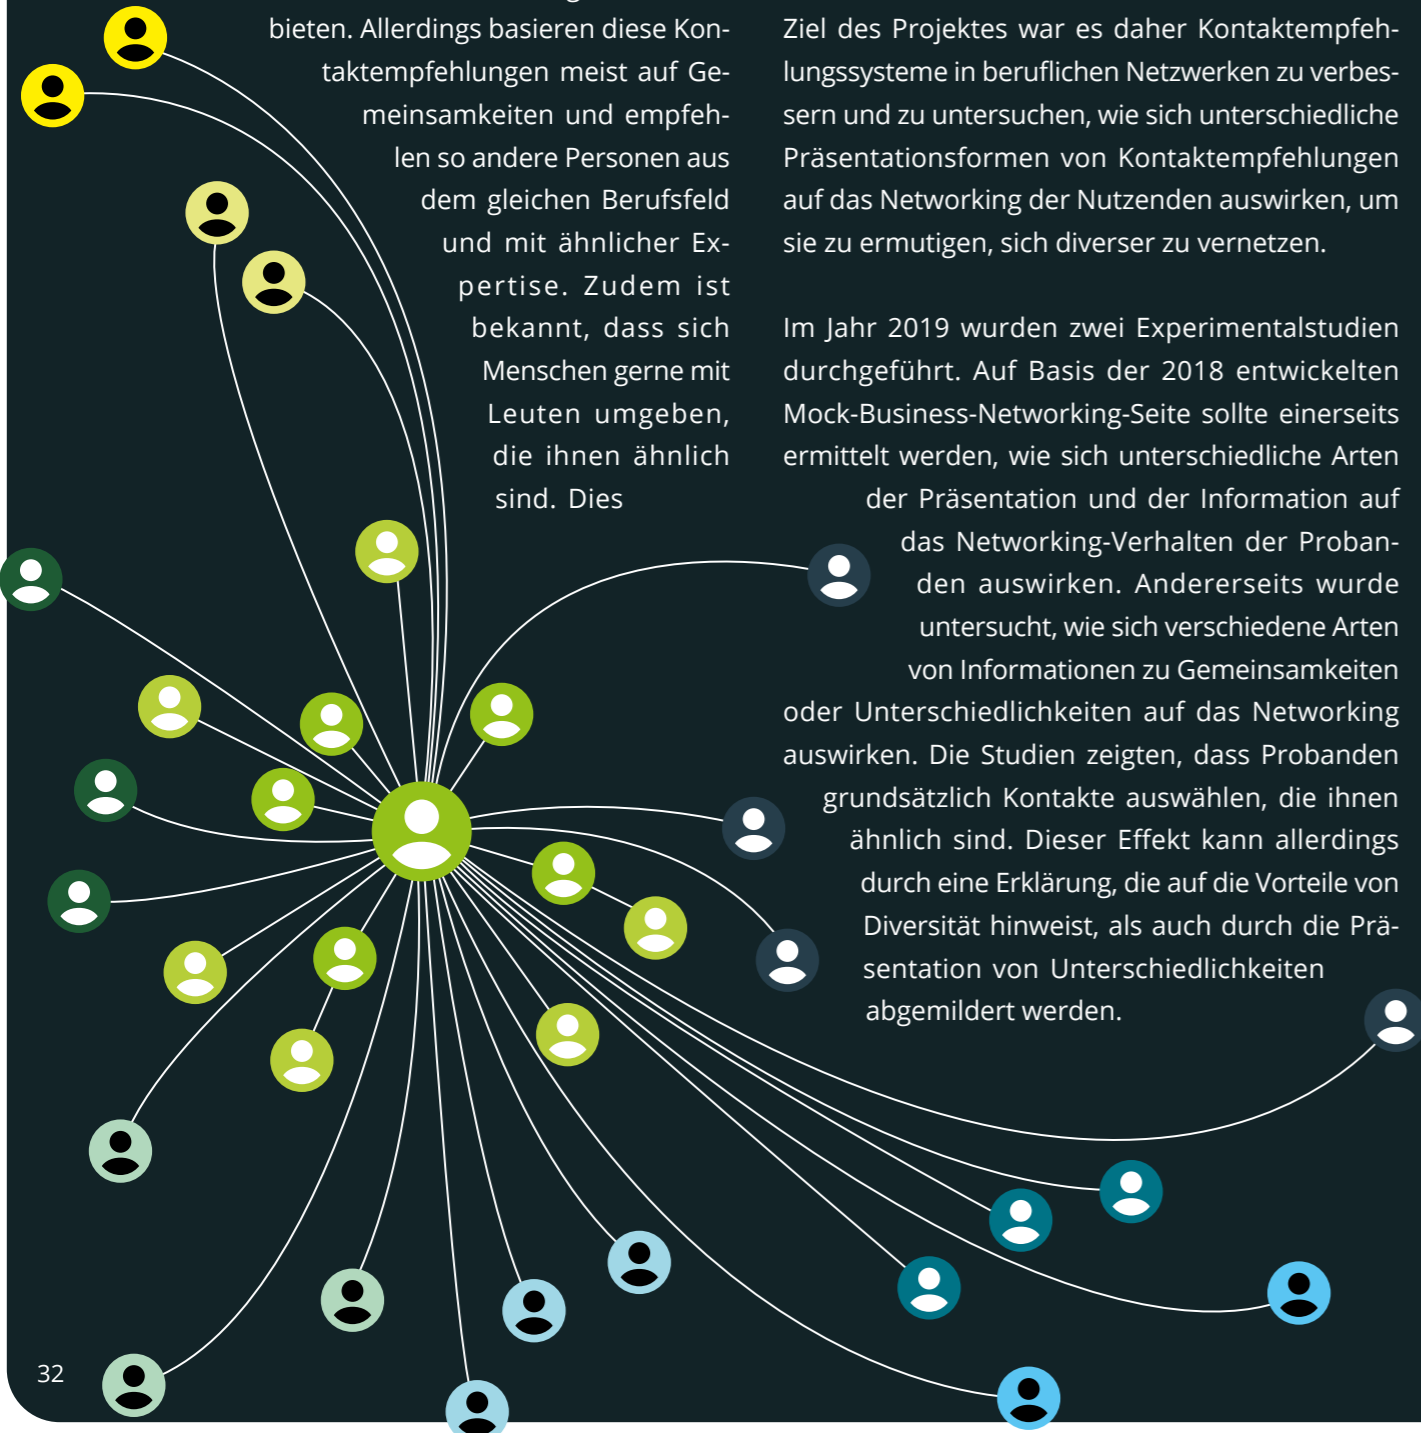 bieten. Allerdings basieren diese Kon-
taktempfehlungen meist auf Ge-
meinsamkeiten und empfeh-
len so andere Personen aus
dem gleichen Berufsfeld
und mit ähnlicher Ex-
pertise. Zudem ist
bekannt, dass sich
Menschen gerne mit
Leuten umgeben,
die ihnen ähnlich
sind. Dies
Ziel des Projektes war es daher Kontaktempfeh-
lungssysteme in beruflichen Netzwerken zu verbes-
sern und zu untersuchen, wie sich unterschiedliche
Präsentationsformen von Kontaktempfehlungen
auf das Networking der Nutzenden auswirken, um
sie zu ermutigen, sich diverser zu vernetzen.
Im Jahr 2019 wurden zwei Experimentalstudien
durchgeführt. Auf Basis der 2018 entwickelten
Mock-Business-Networking-Seite sollte einerseits
ermittelt werden, wie sich unterschiedliche Arten
der Präsentation und der Information auf
das Networking-Verhalten der Proban-
den auswirken. Andererseits wurde
untersucht, wie sich verschiedene Arten
von Informationen zu Gemeinsamkeiten
oder Unterschiedlichkeiten auf das Networking
auswirken. Die Studien zeigten, dass Probanden
grundsätzlich Kontakte auswählen, die ihnen
ähnlich sind. Dieser Effekt kann allerdings
durch eine Erklärung, die auf die Vorteile von
Diversität hinweist, als auch durch die Prä-
sentation von Unterschiedlichkeiten
abgemildert werden.
32